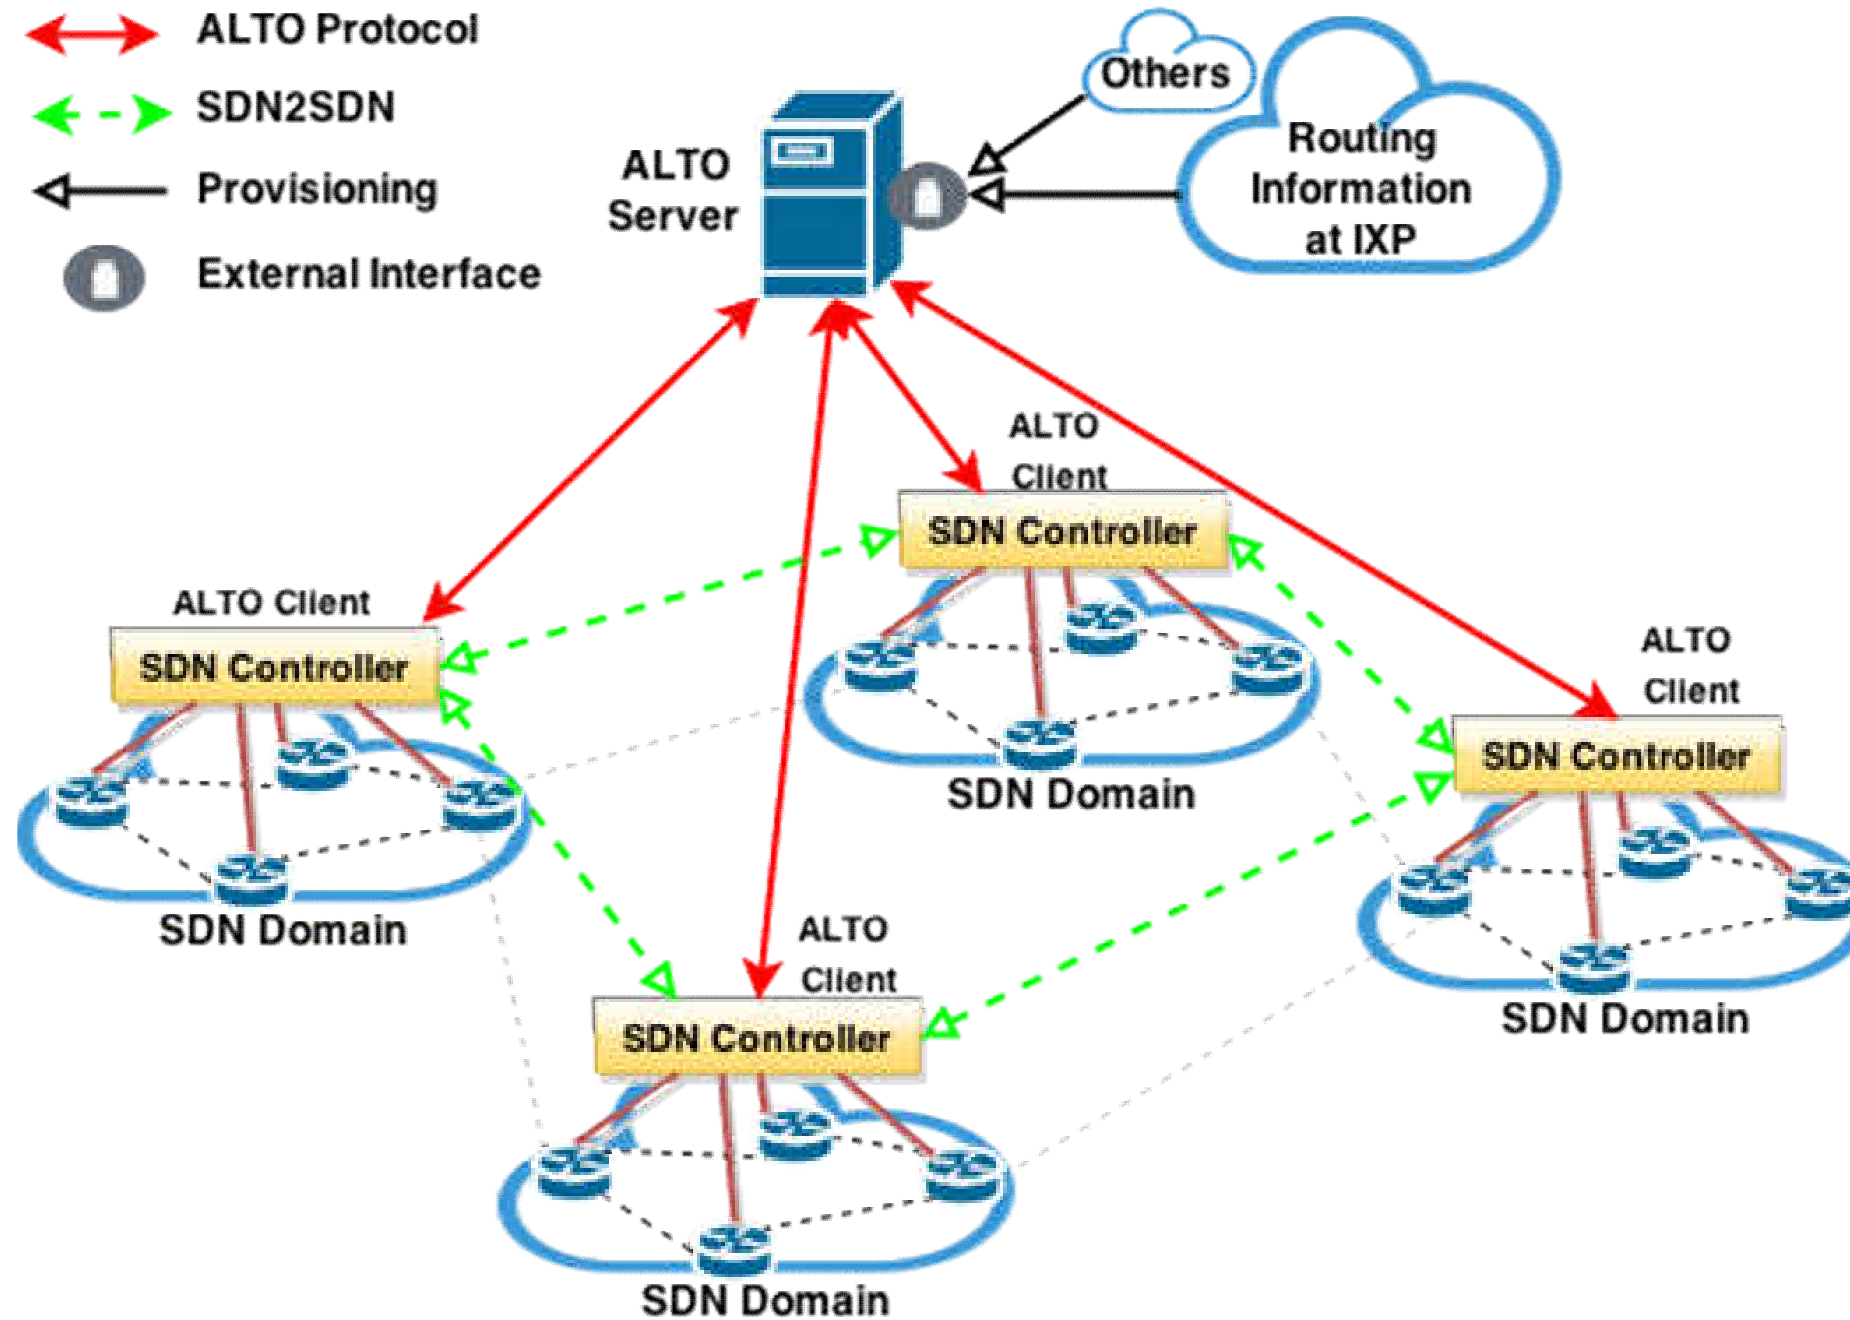 ALTO Protocol
SDN2SDN
Provisioning
External Interface
Others
Routing
Information
at IXP
ALTO
Server
ALTO
Client
SDN Controller
ALTO Client
SDN Controller
ALTO
Client
SDN Controller
SDN Domain
SDN Domain
ALTO
Client
SDN Controller
SDN Domain
SDN Domain